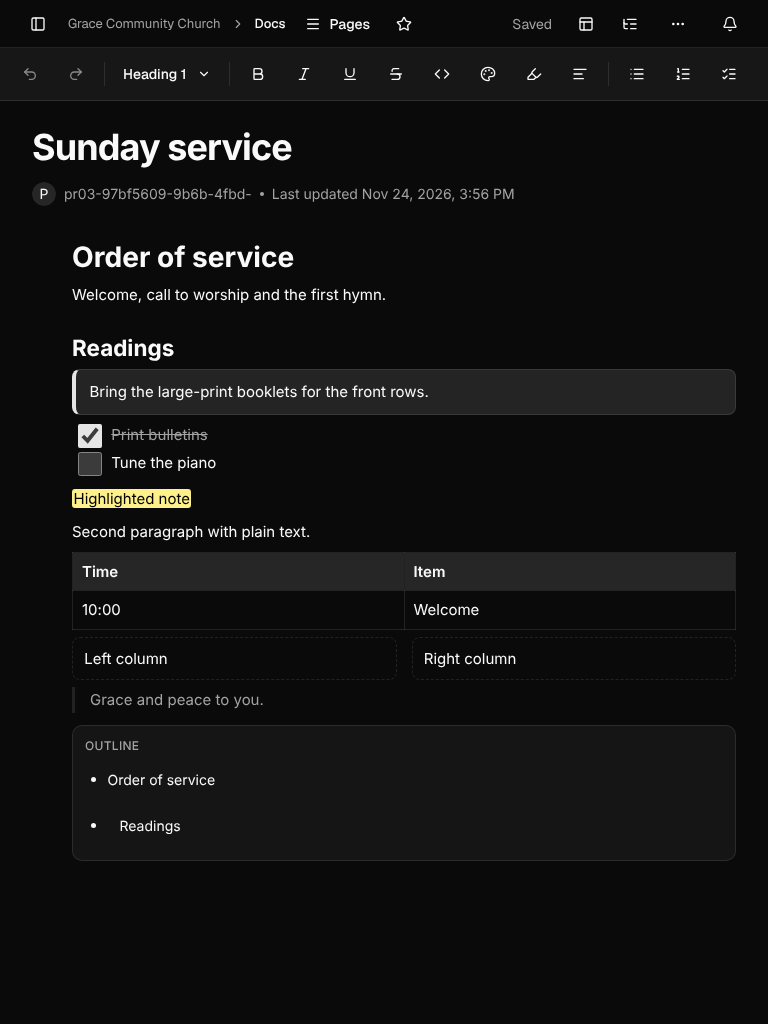 Grace Community Church > Docs Pages Saved
Heading 1
Sunday service
P pr03-97bf5609-9b6b-4fbd- • Last updated Nov 24, 2026, 3:56 PM
Order of service
Welcome, call to worship and the first hymn.
Readings
Bring the large-print booklets for the front rows.
Print bulletins
Tune the piano
Highlighted note
Second paragraph with plain text.
Time Item
10:00 Welcome
Left column Right column
Grace and peace to you.
OUTLINE
• Order of service
• Readings